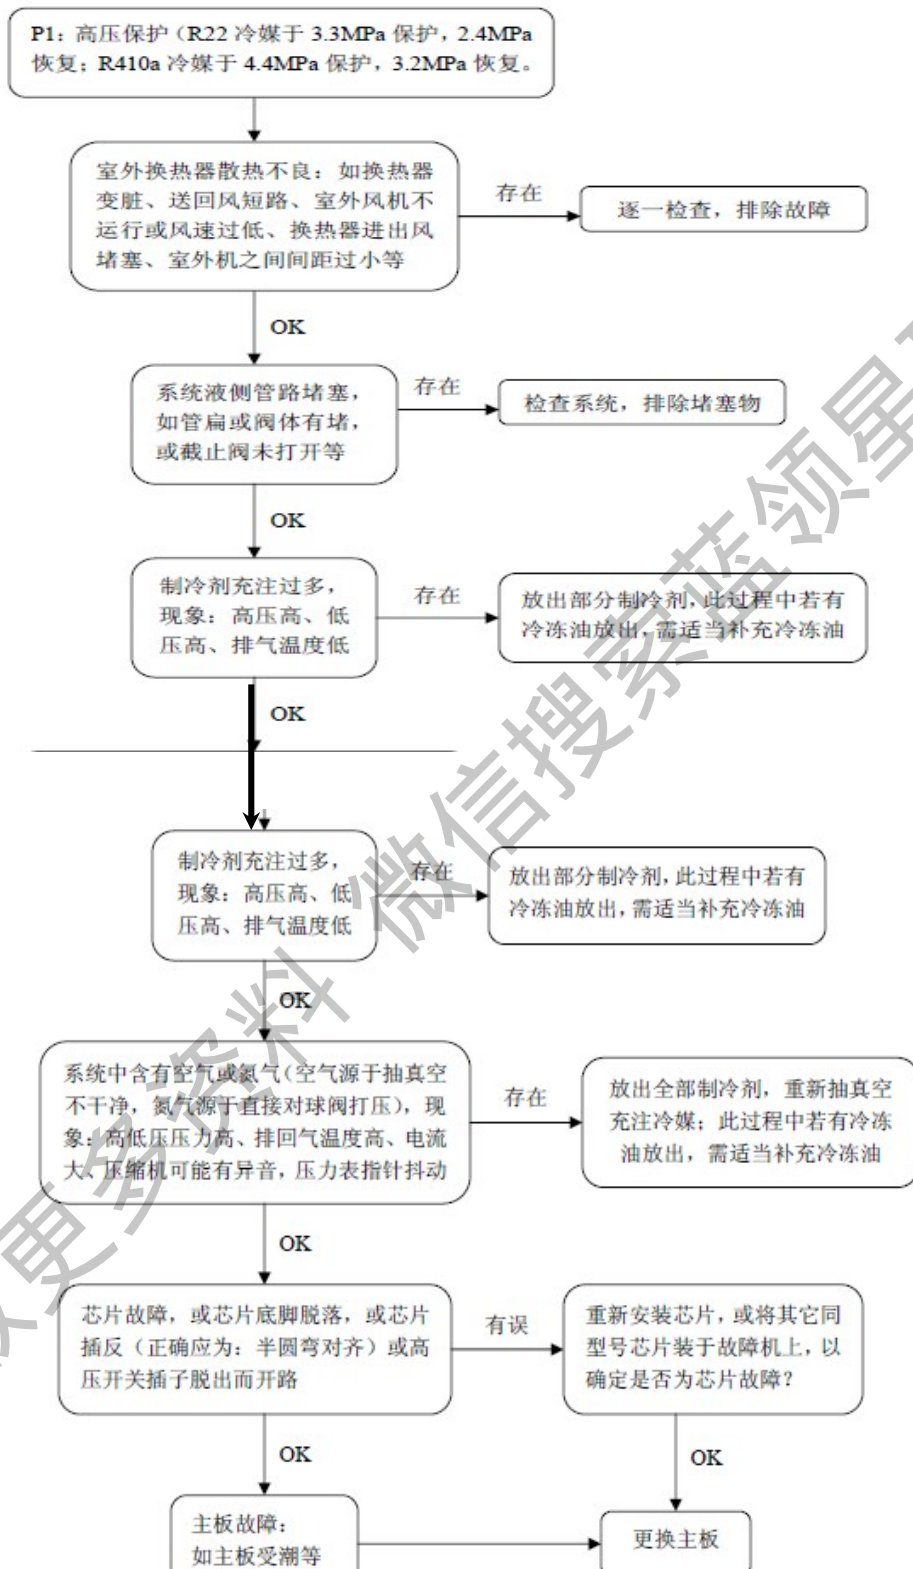 P1：高压保护（R22 冷媒于 3.3MPa 保护，2.4MPa
恢复；R410a 冷媒于 4.4MPa 保护，3.2MPa 恢复。
室外换热器散热不良：如换热器
变脏、送回风短路、室外风机不
运行或风速过低、换热器进出风
堵塞、室外机之间间距过小等
存在
逐一检查，排除故障
OK
系统液侧管路堵塞，
如管扁或阀体有堵，
或截止阀未打开等
存在
检查系统，排除堵塞物
OK
制冷剂充注过多，
现象：高压高、低
压高、排气温度低
存在
放出部分制冷剂，此过程中若有
冷冻油放出，需适当补充冷冻油
OK
制冷剂充注过多，
现象：高压高、低
压高、排气温度低
存在
放出部分制冷剂，此过程中若有
冷冻油放出，需适当补充冷冻油
OK
系统中含有空气或氮气（空气源于抽真空
不干净，氮气源于直接对球阀打压），现
象：高低压压力高、排回气温度高、电流
大、压缩机可能有异音，压力表指针抖动
存在
放出全部制冷剂，重新抽真空
充注冷媒；此过程中若有冷冻
油放出，需适当补充冷冻油
OK
芯片故障，或芯片底脚脱落，或芯片
插反（正确应为：半圆弯对齐）或高
压开关插子脱出而开路
有误
重新安装芯片，或将其它同
型号芯片装于故障机上，以
确定是否为芯片故障？
OK
OK
主板故障：
如主板受潮等
更换主板
更多资料 微信搜索蓝领星